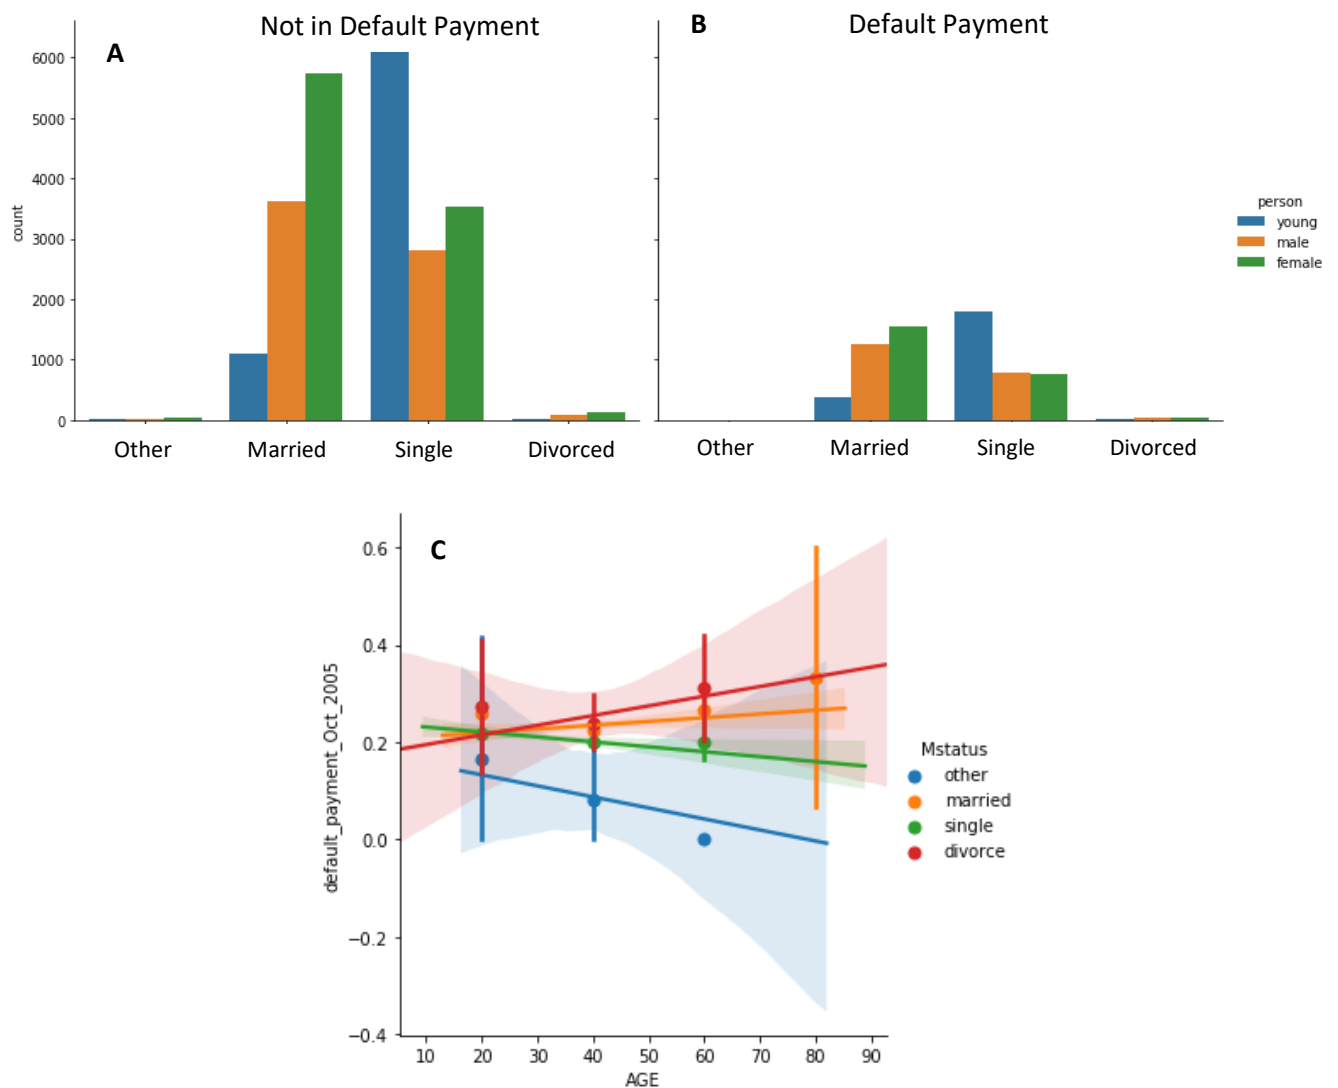 Not in Default Payment
A
B
Default Payment
6000
5000
4000
3000
2000
1000
0
count
Other Married Single Divorced
Other Married Single Divorced
person
young
male
female
C
0.6
0.4
0.2
0.0
−0.2
−0.4
default_payment_Oct_2005
10 20 30 40 50 60 70 80 90
AGE
Mstatus
other
married
single
divorce